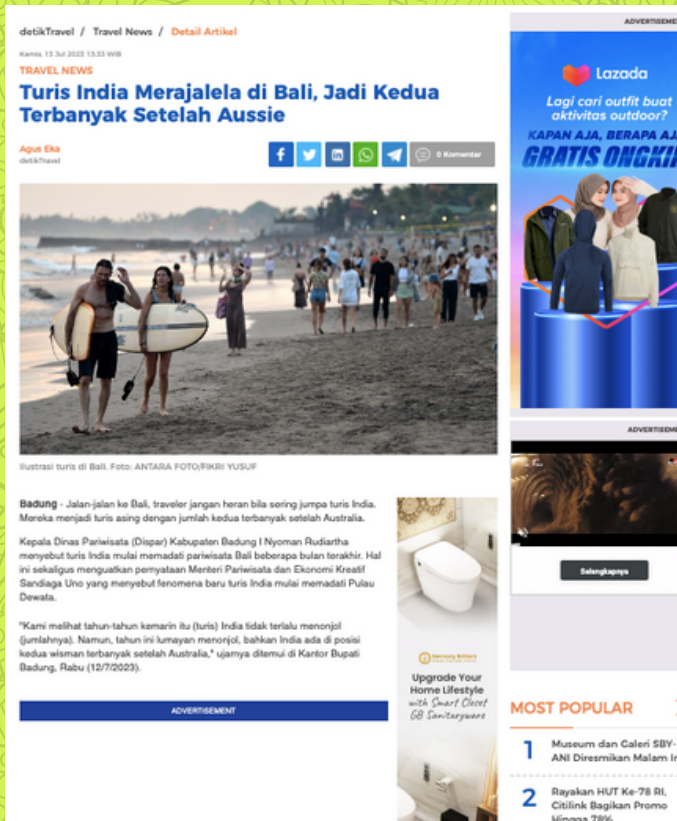 detikTravel / Travel News / Detail Artikel
Kamis, 13 Jul 2023 13:33 WIB
TRAVEL NEWS
Turis India Merajalela di Bali, Jadi Kedua
Terbanyak Setelah Aussie
Agus Eka
detikTravel
0 Komentar
Ilustrasi turis di Bali. Foto: ANTARA FOTO/FIKRI YUSUF
Badung - Jalan-jalan ke Bali, traveler jangan heran bila sering jumpa turis India.
Mereka menjadi turis asing dengan jumlah kedua terbanyak setelah Australia.
Kepala Dinas Pariwisata (Dispar) Kabupaten Badung I Nyoman Rudiartha
menyebut turis India mulai memadati pariwisata Bali beberapa bulan terakhir. Hal
ini sekaligus menguatkan pernyataan Menteri Pariwisata dan Ekonomi Kreatif
Sandiaga Uno yang menyebut fenomena baru turis India mulai memadati Pulau
Dewata.
"Kami melihat tahun-tahun kemarin itu (turis) India tidak terlalu menonjol
(jumlahnya). Namun, tahun ini lumayan menonjol, bahkan India ada di posisi
kedua wisman terbanyak setelah Australia," ujarnya ditemui di Kantor Bupati
Badung, Rabu (12/7/2023).
ADVERTISEMENT
Upgrade Your
Home Lifestyle
with Smart Closet
GB Sanitaryware
ADVERTISEME
Lazada
Lagi cari outfit buat
aktivitas outdoor?
KAPAN AJA, BERAPA AJ
GRATIS ONGKI
ADVERTISEME
Selengkapnya
MOST POPULAR
1 Museum dan Galeri SBY-
ANI Diresmikan Malam In
2 Rayakan HUT Ke-78 RI,
Citilink Bagikan Promo
Hingga 78%